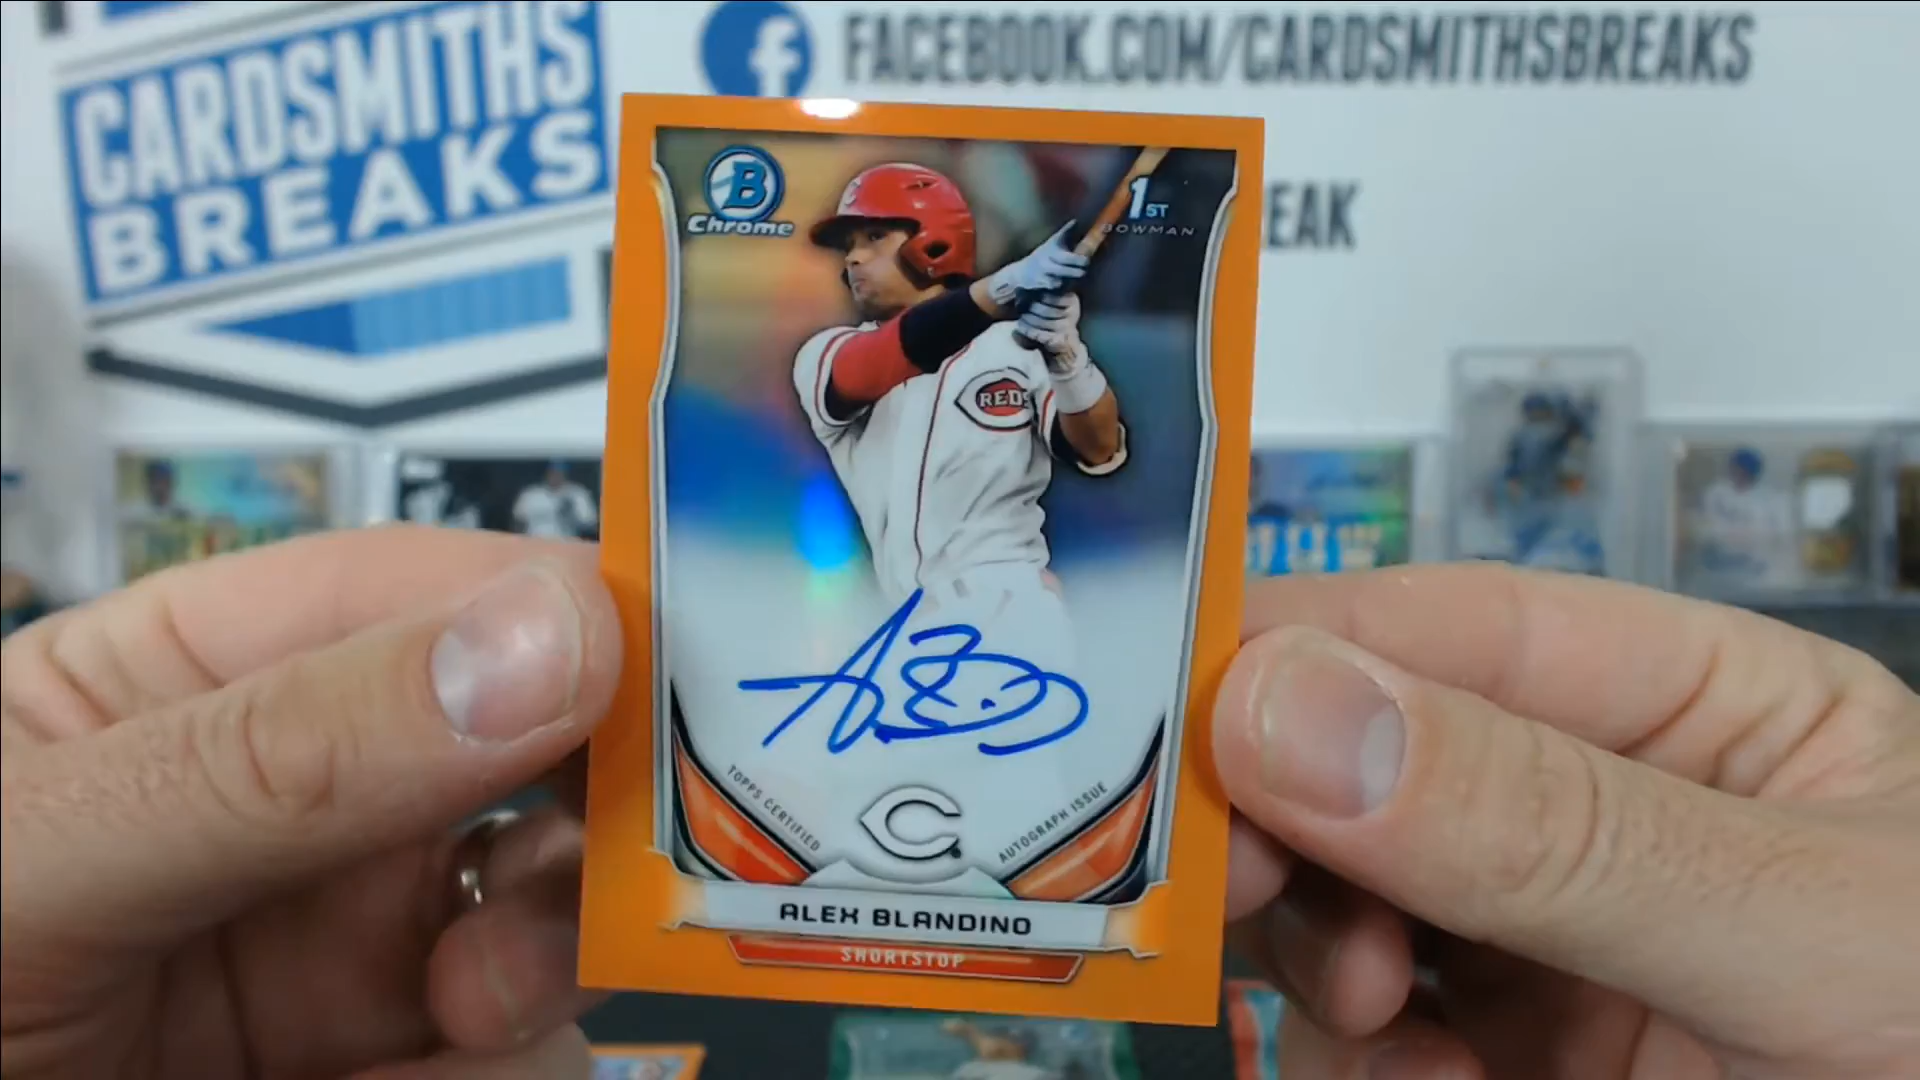 CARDSMITHS
BREAKS
FACEBOOK.COM/CARDSMITHSBREAKS
EAK
B
Chrome
1ST
BOWMAN
REDS
TOPPS CERTIFIED
AUTOGRAPH ISSUE
C
ALEX BLANDINO
SHORTSTOP